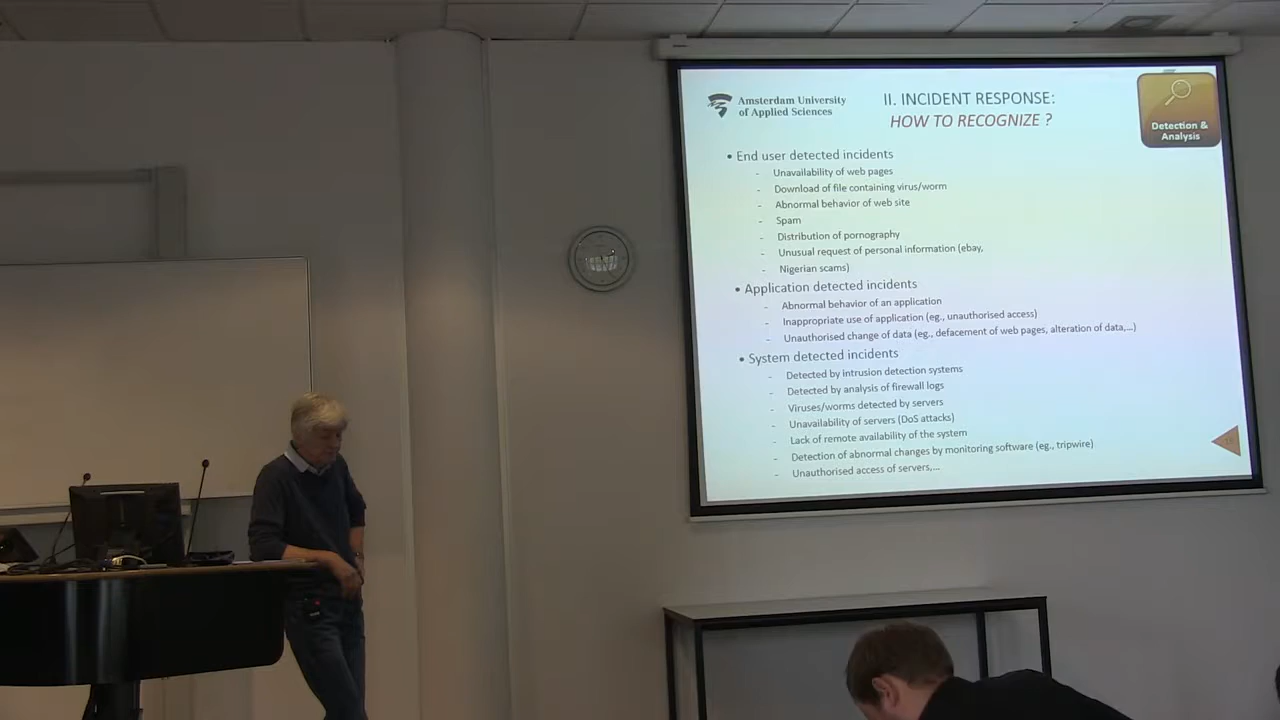 Amsterdam University
of Applied Sciences
II. INCIDENT RESPONSE:
HOW TO RECOGNIZE ?
Detection &
Analysis
• End user detected incidents
- Unavailability of web pages
- Download of file containing virus/worm
- Abnormal behavior of web site
- Spam
- Distribution of pornography
- Unusual request of personal information (ebay,
- Nigerian scams)
• Application detected incidents
- Abnormal behavior of an application
- Inappropriate use of application (eg., unauthorised access)
- Unauthorised change of data (eg., defacement of web pages, alteration of data,...)
• System detected incidents
- Detected by intrusion detection systems
- Detected by analysis of firewall logs
- Viruses/worms detected by servers
- Unavailability of servers (DoS attacks)
- Lack of remote availability of the system
- Detection of abnormal changes by monitoring software (eg., tripwire)
- Unauthorised access of servers,...